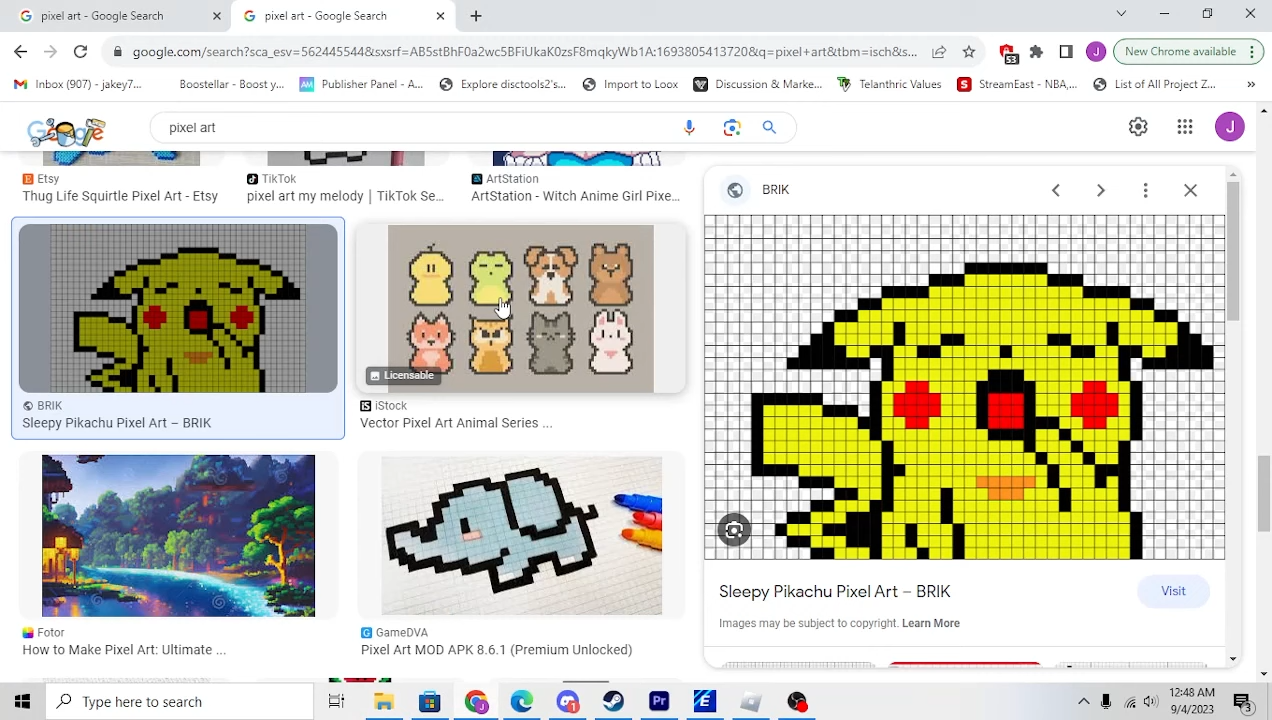 pixel art - Google Search
pixel art - Google Search
google.com/search?sca_esv=562445544&sxsrf=AB5stBhF0a2wc5BFiUkaK0zsF8mqkyWb1A:1693805413720&q=pixel+art&tbm=isch&s...
53
J
New Chrome available
Inbox (907) - jakey7...
Boostellar - Boost y...
AM
Publisher Panel - A...
Explore disctools2's...
Import to Loox
Discussion & Marke...
Telanthric Values
S
StreamEast - NBA,...
List of All Project Z...
»
pixel art
J
Etsy
Thug Life Squirtle Pixel Art - Etsy
TikTok
pixel art my melody | TikTok Se...
ArtStation
ArtStation - Witch Anime Girl Pixe...
BRIK
Licensable
BRIK
Sleepy Pikachu Pixel Art – BRIK
iStock
Vector Pixel Art Animal Series ...
Sleepy Pikachu Pixel Art – BRIK
Visit
Images may be subject to copyright. Learn More
Fotor
How to Make Pixel Art: Ultimate ...
GameDVA
Pixel Art MOD APK 8.6.1 (Premium Unlocked)
Type here to search
J
1
Pr
E
12:48 AM
9/4/2023
3